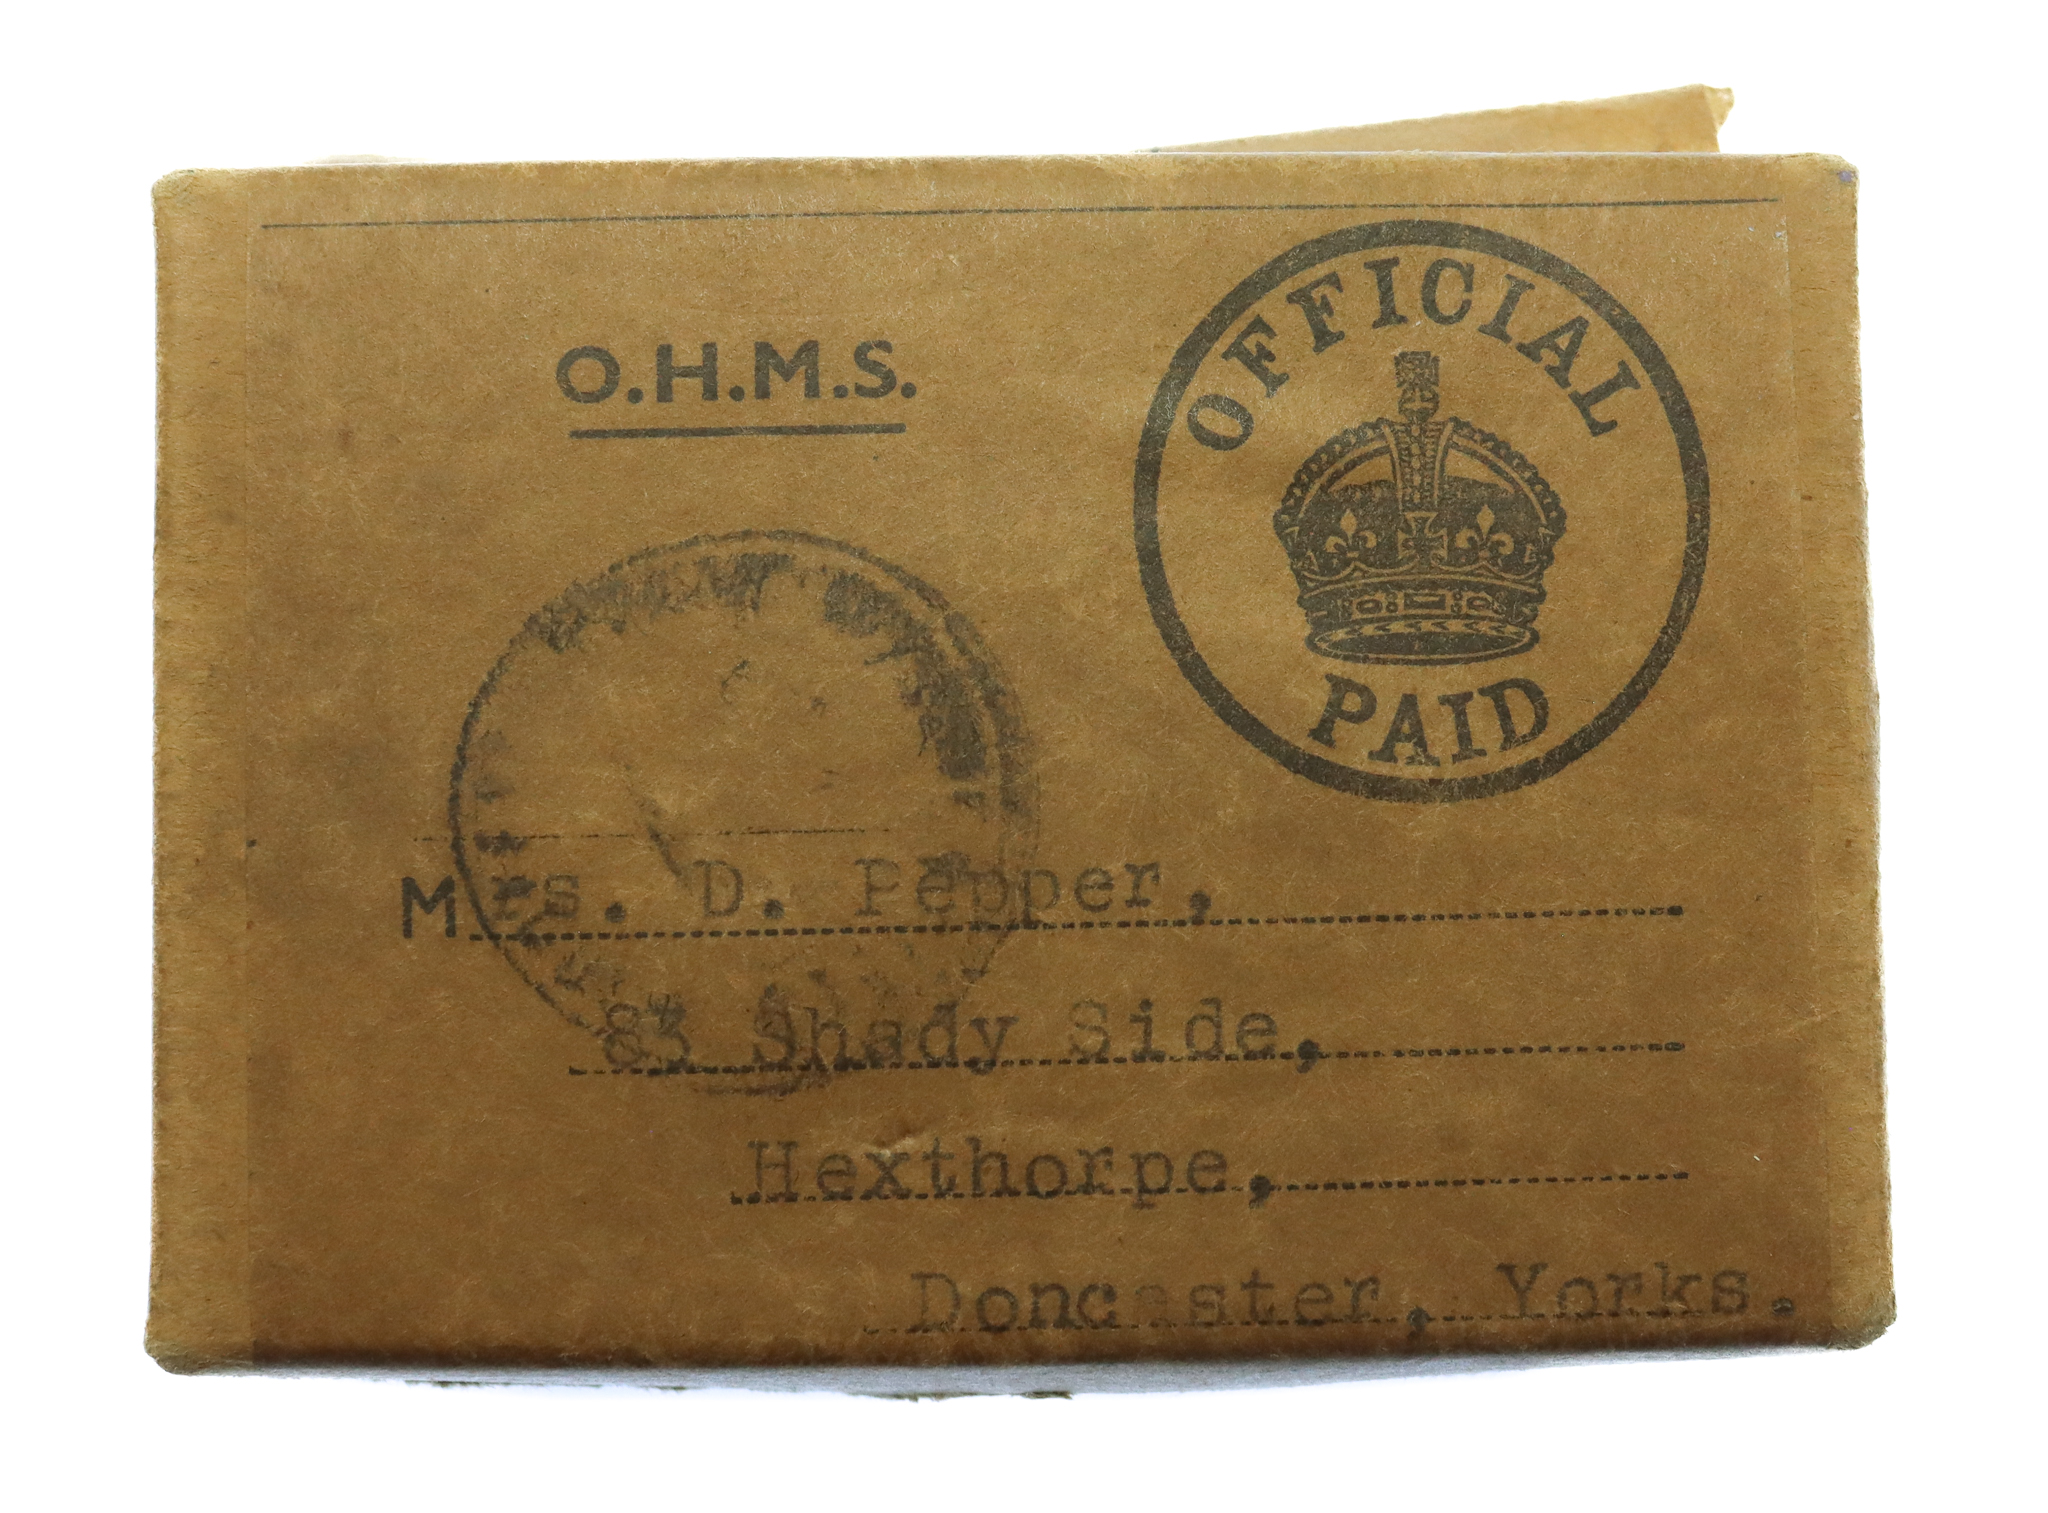 O.H.M.S.
OFFICIAL
PAID
Mrs. D. Pepper,
83 Shady Side,
Hexthorpe,
Doncaster, Yorks.